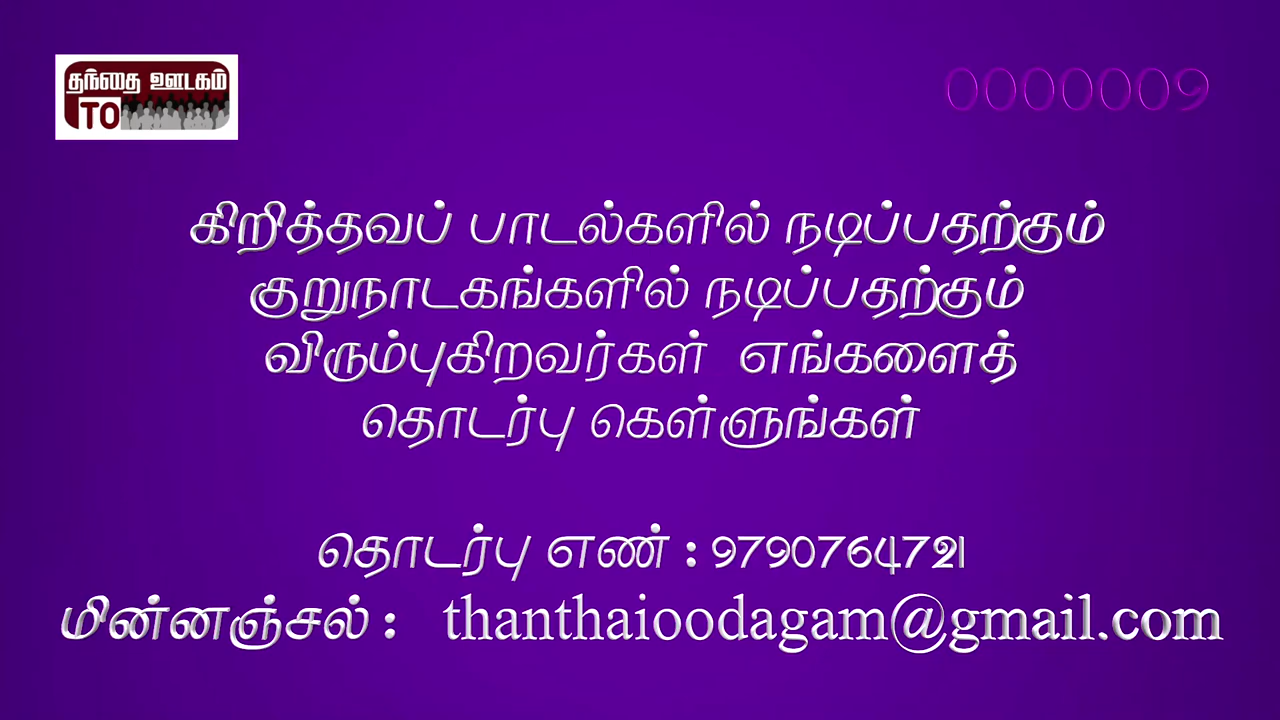 தந்தை ஊடகம்
TO
0000009
கிறித்தவப் பாடல்களில் நடிப்பதற்கும்
குறுநாடகங்களில் நடிப்பதற்கும்
விரும்புகிறவர்கள் எங்களைத்
தொடர்பு கெள்ளுங்கள்
தொடர்பு எண் : 9790764721
மின்னஞ்சல் : thanthaioodagam@gmail.com